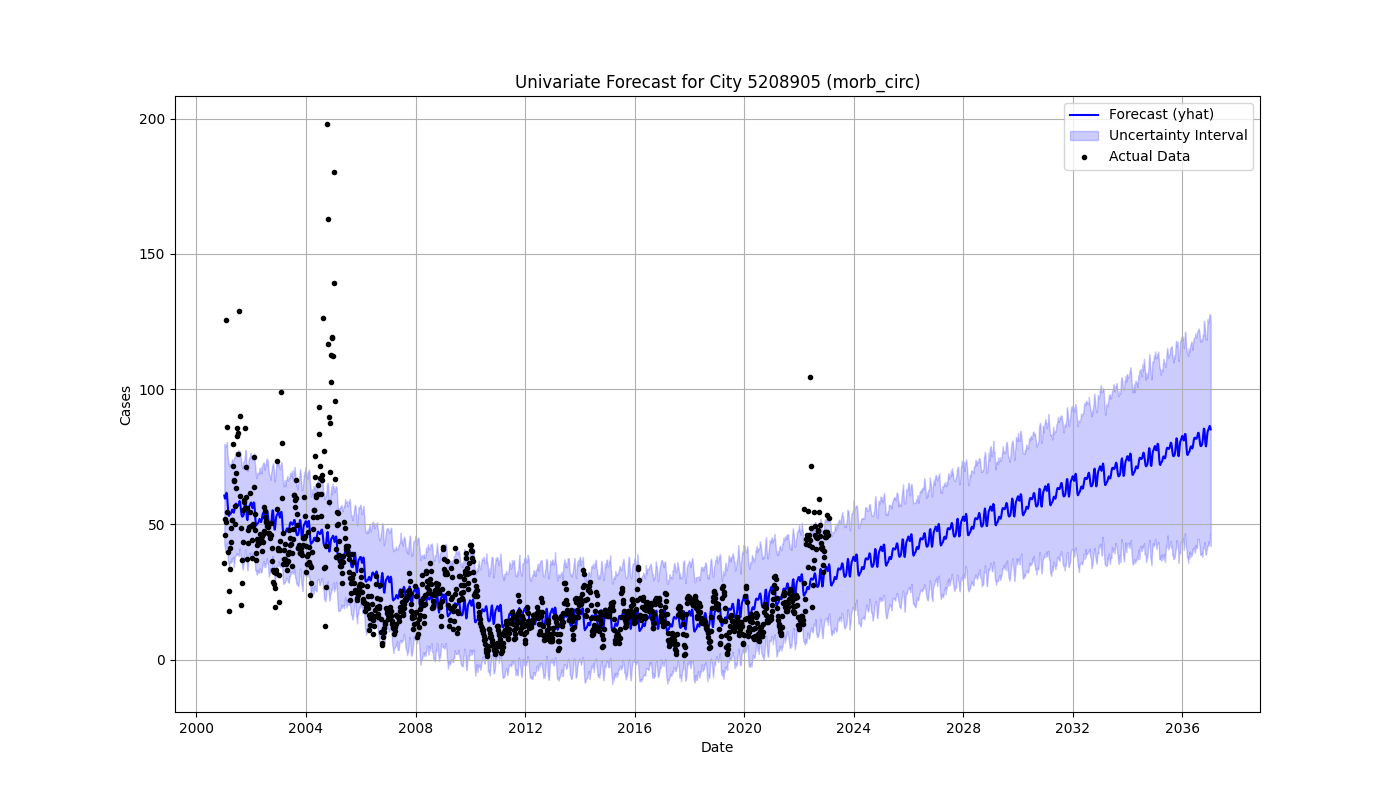 Univariate Forecast for City 5208905 (morb_circ)
Forecast (yhat)
Uncertainty Interval
Actual Data
Cases
200
150
100
50
0
2000 2004 2008 2012 2016 2020 2024 2028 2032 2036
Date